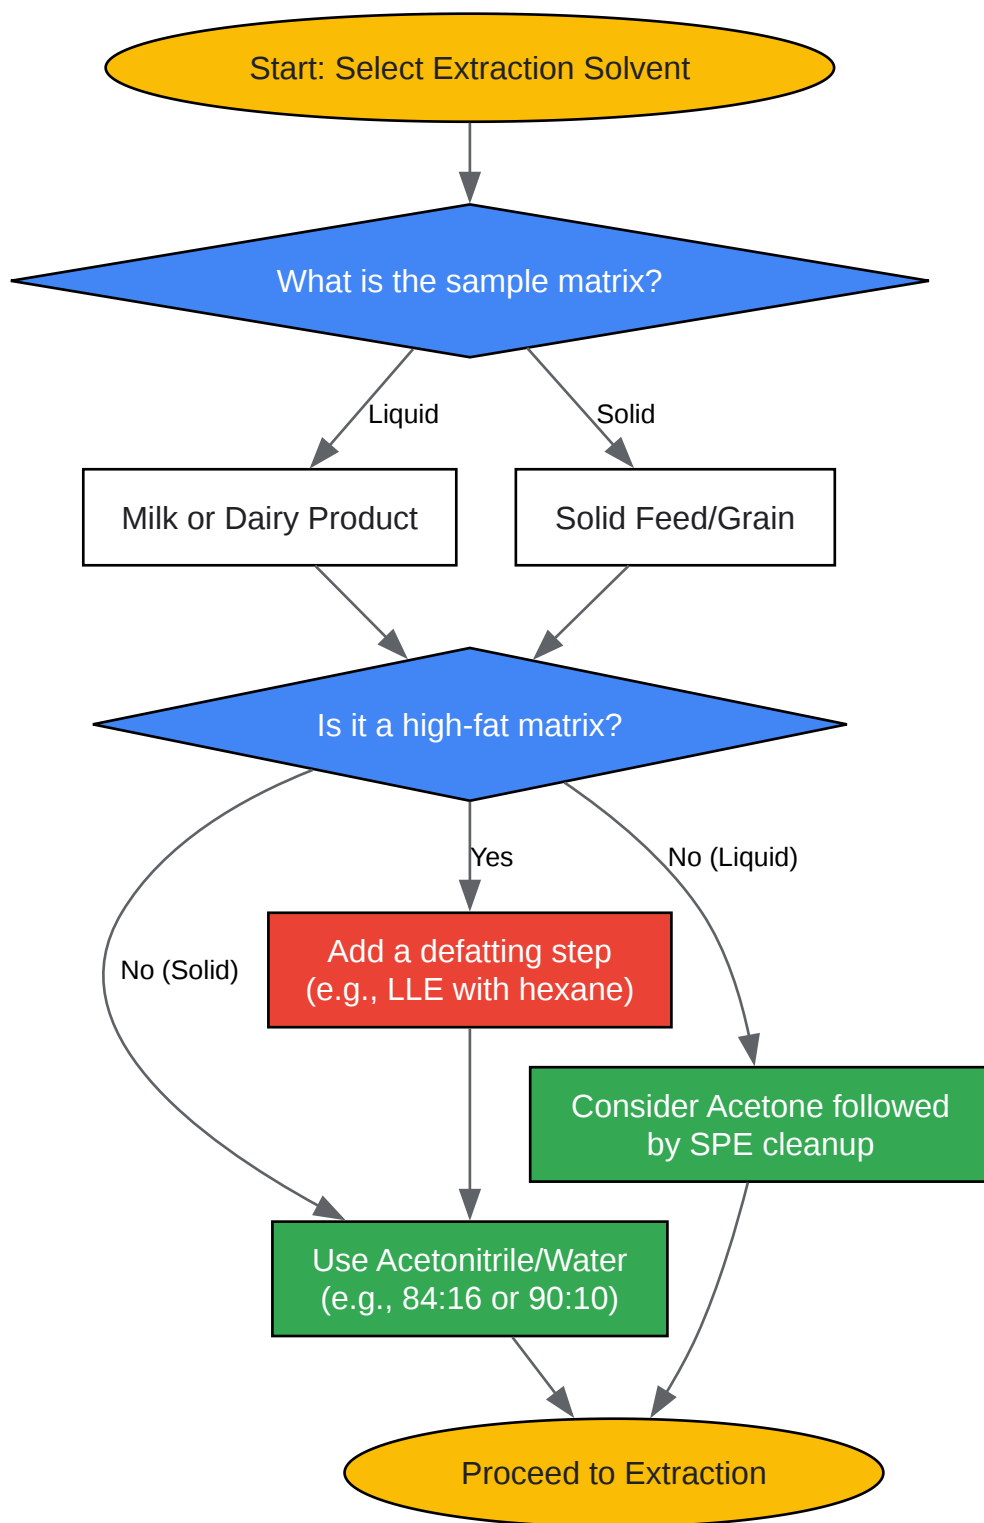 Start: Select Extraction Solvent
What is the sample matrix?
Liquid
Solid
Milk or Dairy Product
Solid Feed/Grain
Is it a high-fat matrix?
Yes
No (Liquid)
Add a defatting step
(e.g., LLE with hexane)
No (Solid)
Consider Acetone followed
by SPE cleanup
Use Acetonitrile/Water
(e.g., 84:16 or 90:10)
Proceed to Extraction